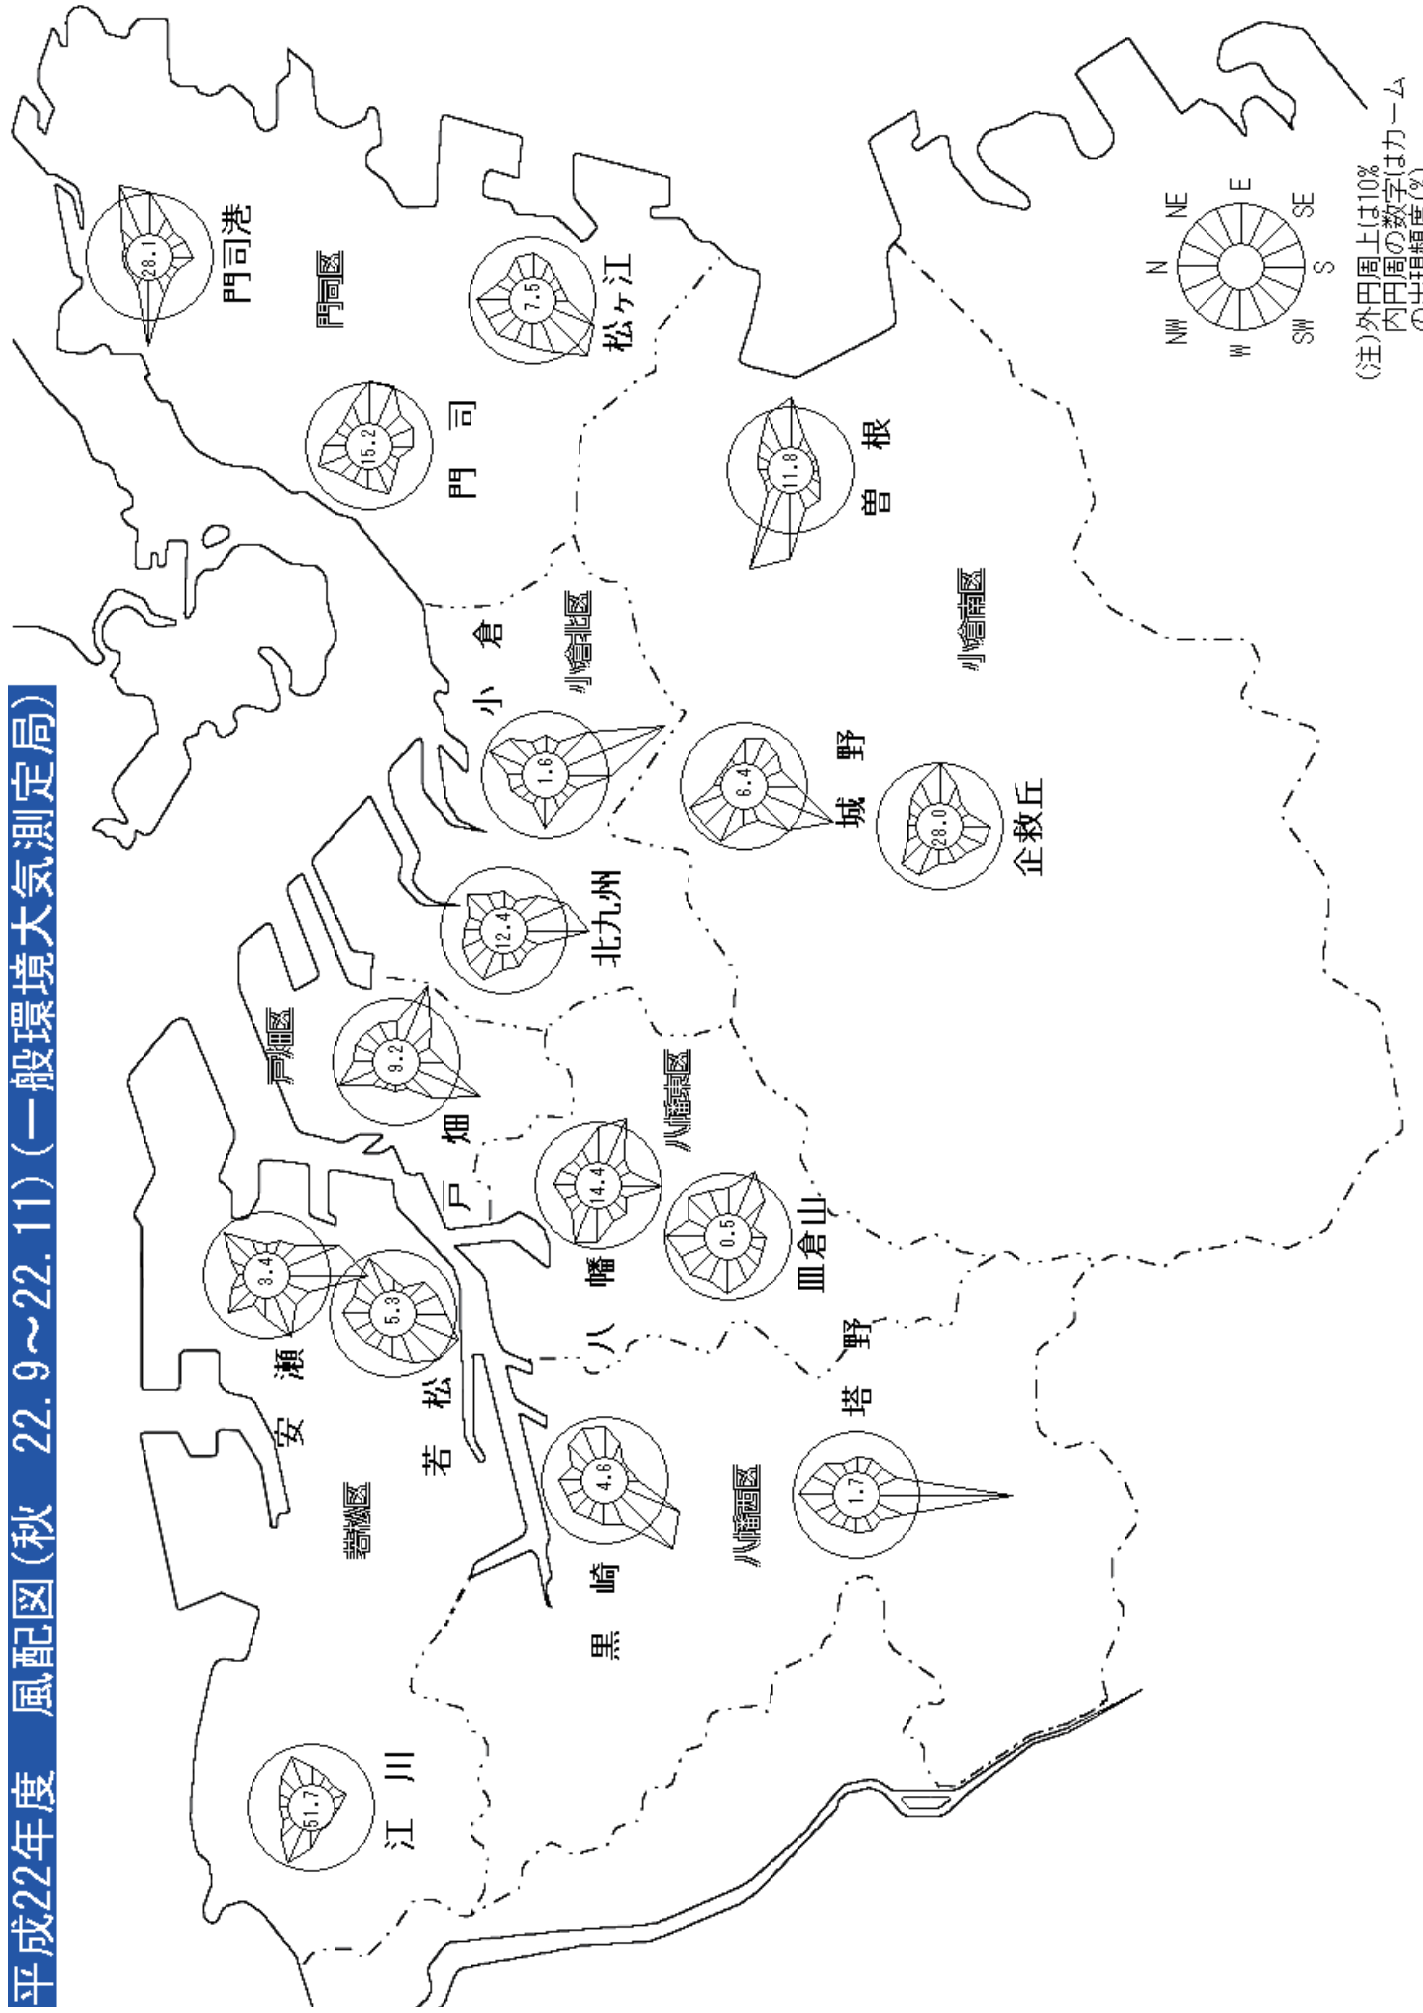 平成22年度　風配図(秋　22.9～22.11)(一般環境大気測定局)
28.1
門司港
門司区
15.2
門司
7.5
松ヶ江
11.8
曽根
小倉南区
小倉北区
小倉
1.6
6.4
城野
28.0
企救丘
12.4
北九州
戸畑区
9.2
戸畑
八幡東区
14.4
八幡
0.5
皿倉山
3.4
安瀬
5.3
若松
若松区
4.6
黒崎
八幡西区
1.7
塔野
51.7
江川
N
NE
E
SE
S
SW
W
NW
(注)外円周上は10%
内円周の数字はカーム
の出現頻度(%)